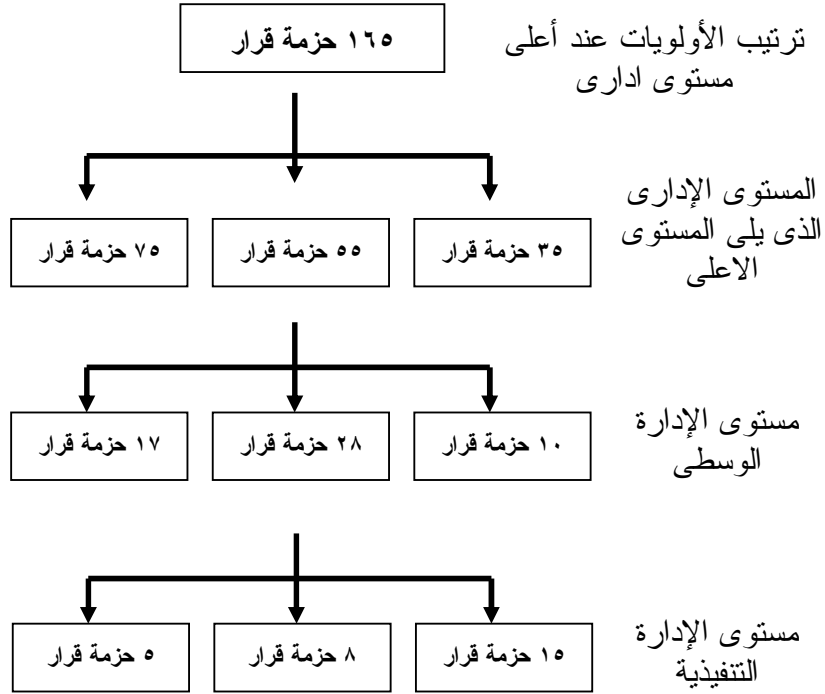 ترتيب الأولويات عند أعلى
مستوى ادارى
١٦٥ حزمة قرار
المستوى الإدارى
الذى يلى المستوى
الاعلى
٣٥ حزمة قرار
٥٥ حزمة قرار
٧٥ حزمة قرار
مستوى الإدارة
الوسطى
١٠ حزمة قرار
٢٨ حزمة قرار
١٧ حزمة قرار
مستوى الإدارة
التنفيذية
١٥ حزمة قرار
٨ حزمة قرار
٥ حزمة قرار